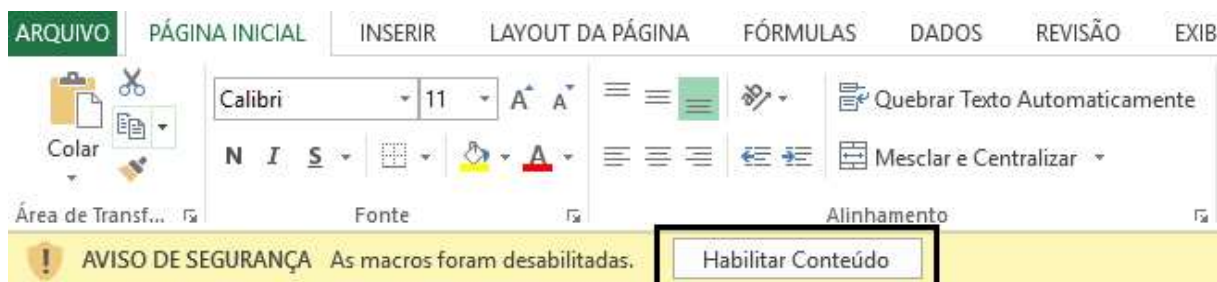 ARQUIVO PÁGINA INICIAL INSERIR LAYOUT DA PÁGINA FÓRMULAS DADOS REVISÃO EXIB
Calibri 11 A A Quebrar Texto Automaticamente
Colar N I S A Mesclar e Centralizar
Área de Transf... Fonte Alinhamento
AVISO DE SEGURANÇA As macros foram desabilitadas. Habilitar Conteúdo